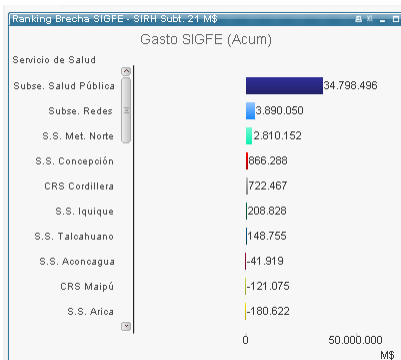 Ranking Brecha SIGFE - SIRH Subt. 21 M$
Gasto SIGFE (Acum)
Servicio de Salud
Subse. Salud Pública 34.798.496
Subse. Redes 3.890.050
S.S. Met. Norte 2.810.152
S.S. Concepción 866.288
CRS Cordillera 722.467
S.S. Iquique 208.828
S.S. Talcahuano 148.755
S.S. Aconcagua -41.919
CRS Maipú -121.075
S.S. Arica -180.622
0 50.000.000
M$